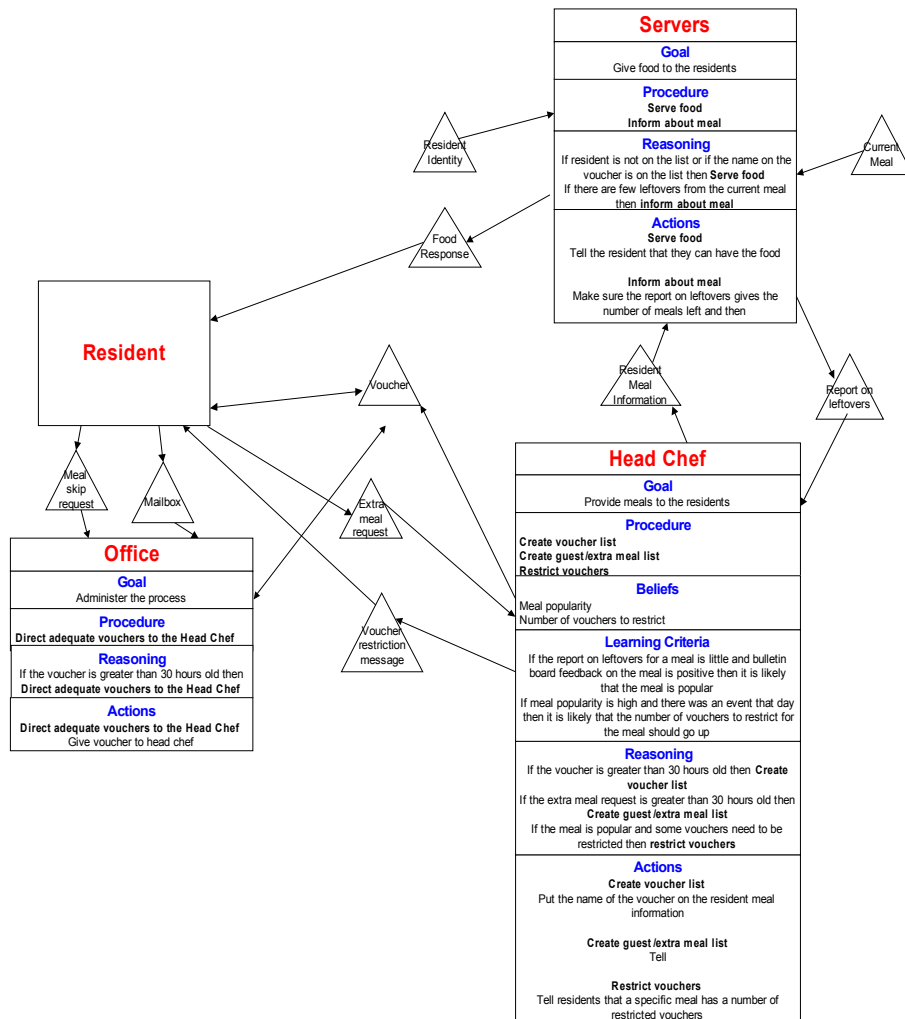 Servers
Goal
Give food to the residents
Procedure
Serve food
Inform about meal
Reasoning
If resident is not on the list or if the name on the
voucher is on the list then Serve food
If there are few leftovers from the current meal
then inform about meal
Actions
Serve food
Tell the resident that they can have the food
Inform about meal
Make sure the report on leftovers gives the
number of meals left and then
Resident
Identity
Current
Meal
Food
Response
Resident
Voucher
Resident
Meal
Information
Report on
leftovers
Meal
skip
request
Mailbox
Extra
meal
request
Voucher
restriction
message
Office
Goal
Administer the process
Procedure
Direct adequate vouchers to the Head Chef
Reasoning
If the voucher is greater than 30 hours old then
Direct adequate vouchers to the Head Chef
Actions
Direct adequate vouchers to the Head Chef
Give voucher to head chef
Head Chef
Goal
Provide meals to the residents
Procedure
Create voucher list
Create guest/extra meal list
Restrict vouchers
Beliefs
Meal popularity
Number of vouchers to restrict
Learning Criteria
If the report on leftovers for a meal is little and bulletin
board feedback on the meal is positive then it is likely
that the meal is popular
If meal popularity is high and there was an event that day
then it is likely that the number of vouchers to restrict for
the meal should go up
Reasoning
If the voucher is greater than 30 hours old then Create
voucher list
If the extra meal request is greater than 30 hours old then
Create guest/extra meal list
If the meal is popular and some vouchers need to be
restricted then restrict vouchers
Actions
Create voucher list
Put the name of the voucher on the resident meal
information
Create guest/extra meal list
Tell
Restrict vouchers
Tell residents that a specific meal has a number of
restricted vouchers